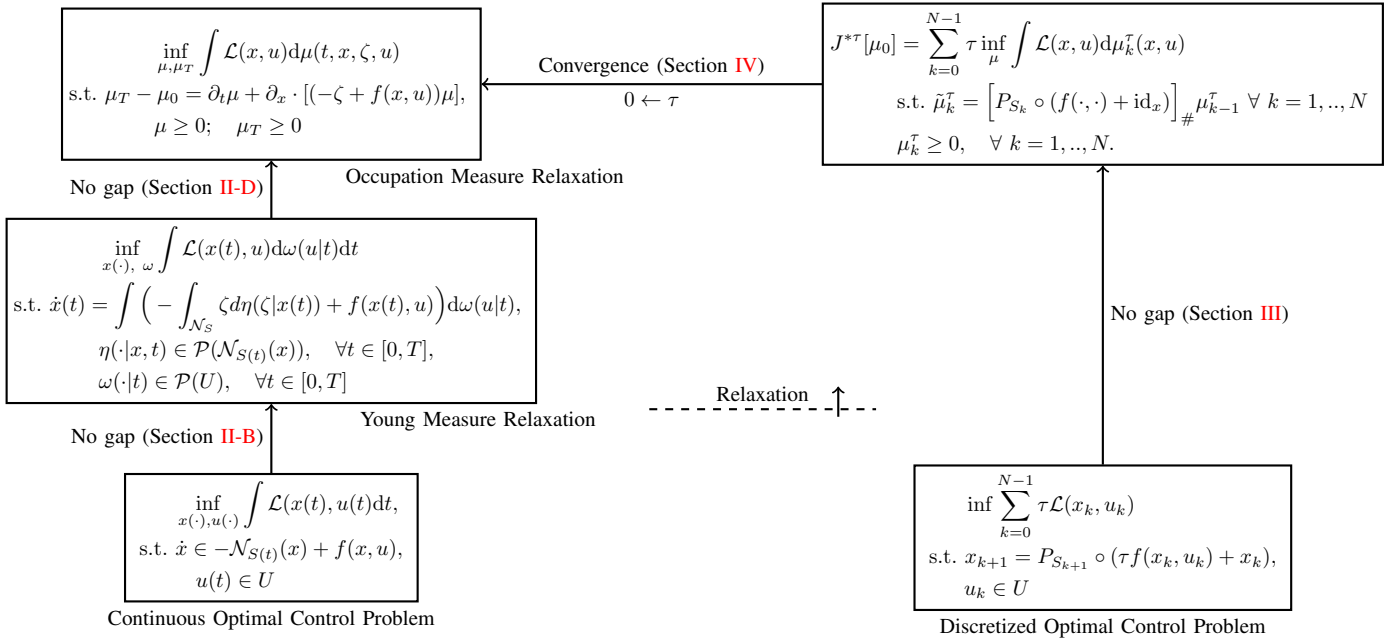 $\inf_{\mu,\mu_T} \int \mathcal{L}(x,u)\mathrm{d}\mu(t,x,\zeta,u)$
s.t. $\mu_T - \mu_0 = \partial_t\mu + \partial_x \cdot [(-\zeta + f(x,u))\mu],$
$\mu \geq 0; \quad \mu_T \geq 0$
Occupation Measure Relaxation
Convergence (Section IV)
$0 \leftarrow \tau$
$J^{*\tau}[\mu_0] = \sum_{k=0}^{N-1} \tau \inf_{\mu} \int \mathcal{L}(x,u)\mathrm{d}\mu_k^\tau(x,u)$
s.t. $\tilde{\mu}_k^\tau = \left[P_{S_k} \circ (f(\cdot,\cdot) + \mathrm{id}_x)\right]_{\#} \mu_{k-1}^\tau \; \forall \; k = 1,..,N$
$\mu_k^\tau \geq 0, \quad \forall \; k = 1,..,N.$
No gap (Section II-D)
$\inf_{x(\cdot),\ \omega} \int \mathcal{L}(x(t),u)\mathrm{d}\omega(u|t)\mathrm{d}t$
s.t. $\dot{x}(t) = \int \Big(-\int_{\mathcal{N}_S} \zeta d\eta(\zeta|x(t)) + f(x(t),u)\Big)\mathrm{d}\omega(u|t),$
$\eta(\cdot|x,t) \in \mathcal{P}(\mathcal{N}_{S(t)}(x)), \quad \forall t \in [0,T],$
$\omega(\cdot|t) \in \mathcal{P}(U), \quad \forall t \in [0,T]$
Young Measure Relaxation
No gap (Section III)
Relaxation
No gap (Section II-B)
$\inf_{x(\cdot),u(\cdot)} \int \mathcal{L}(x(t),u(t)\mathrm{d}t,$
s.t. $\dot{x} \in -\mathcal{N}_{S(t)}(x) + f(x,u),$
$u(t) \in U$
Continuous Optimal Control Problem
$\inf \sum_{k=0}^{N-1} \tau\mathcal{L}(x_k,u_k)$
s.t. $x_{k+1} = P_{S_{k+1}} \circ (\tau f(x_k,u_k) + x_k),$
$u_k \in U$
Discretized Optimal Control Problem